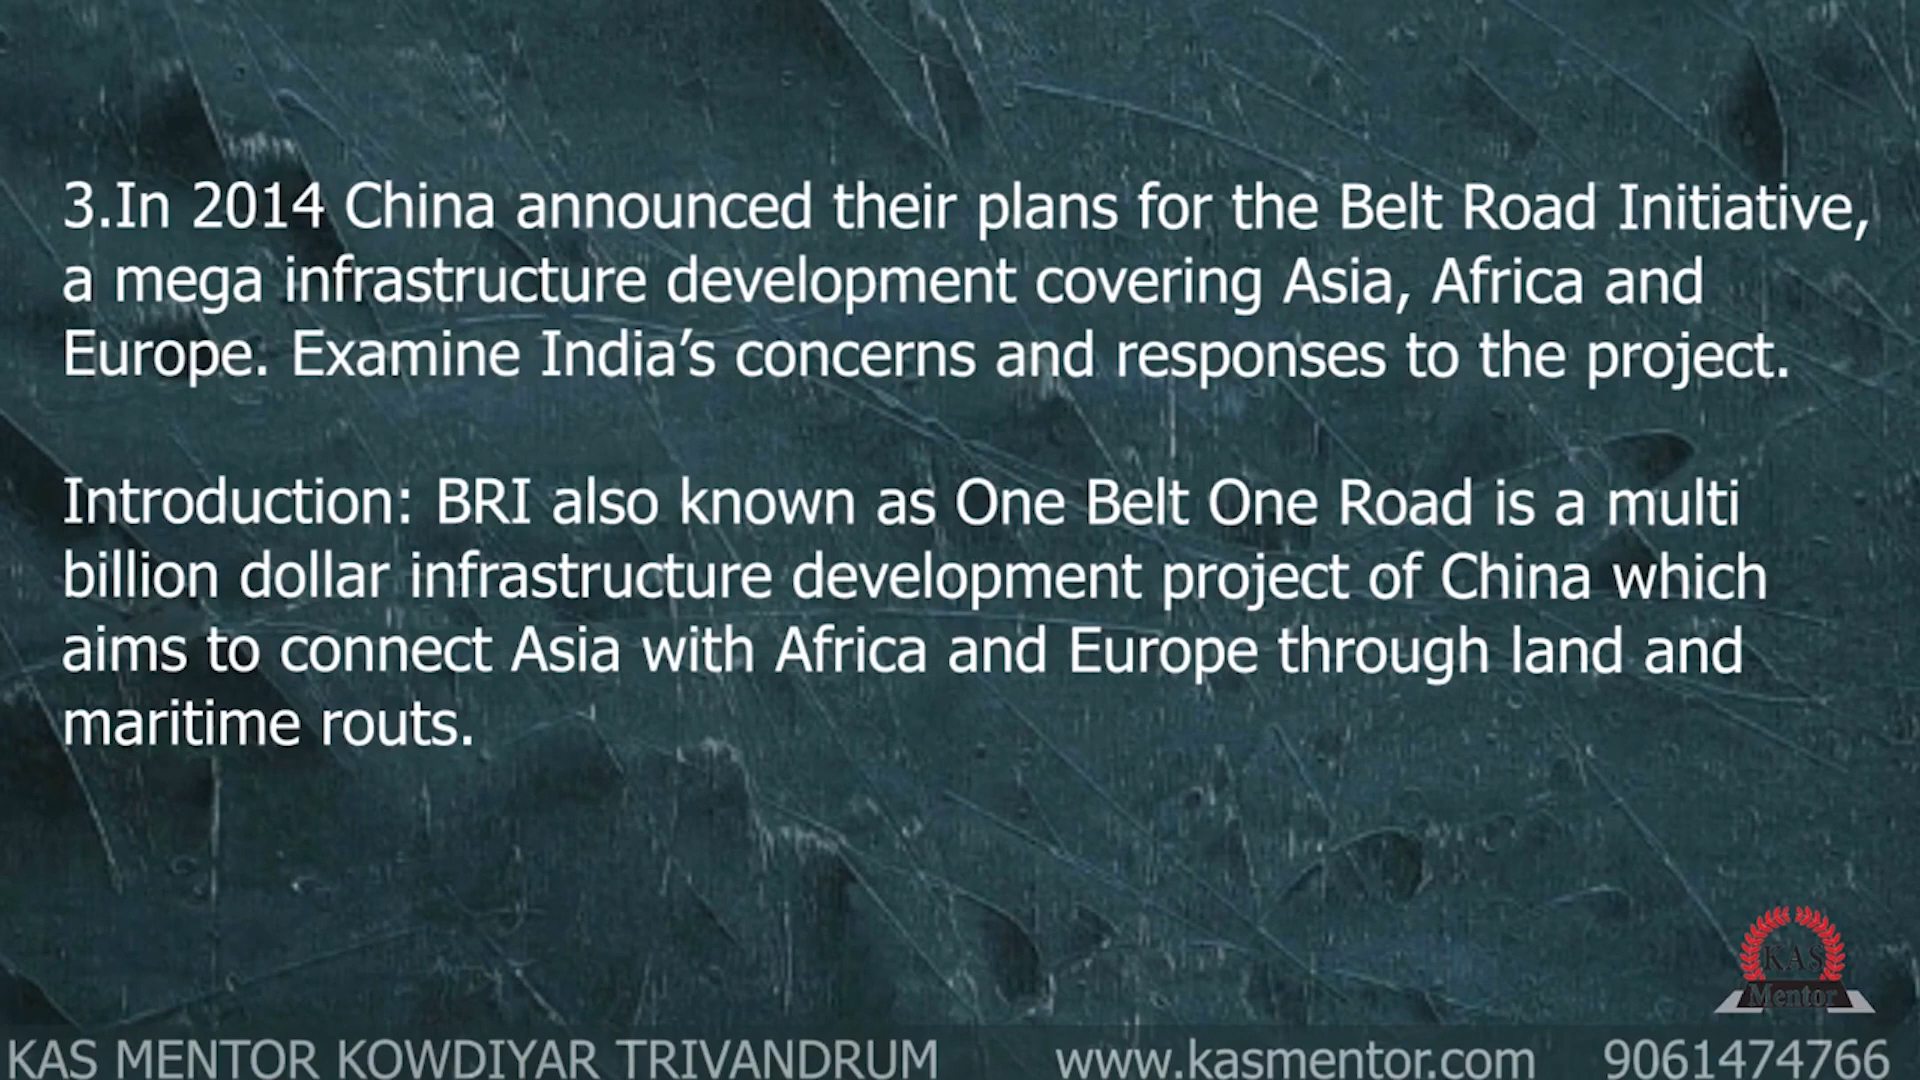 3.In 2014 China announced their plans for the Belt Road Initiative,
a mega infrastructure development covering Asia, Africa and
Europe. Examine India’s concerns and responses to the project.
Introduction: BRI also known as One Belt One Road is a multi
billion dollar infrastructure development project of China which
aims to connect Asia with Africa and Europe through land and
maritime routs.
KAS
Mentor
KAS MENTOR KOWDIYAR TRIVANDRUM www.kasmentor.com 9061474766